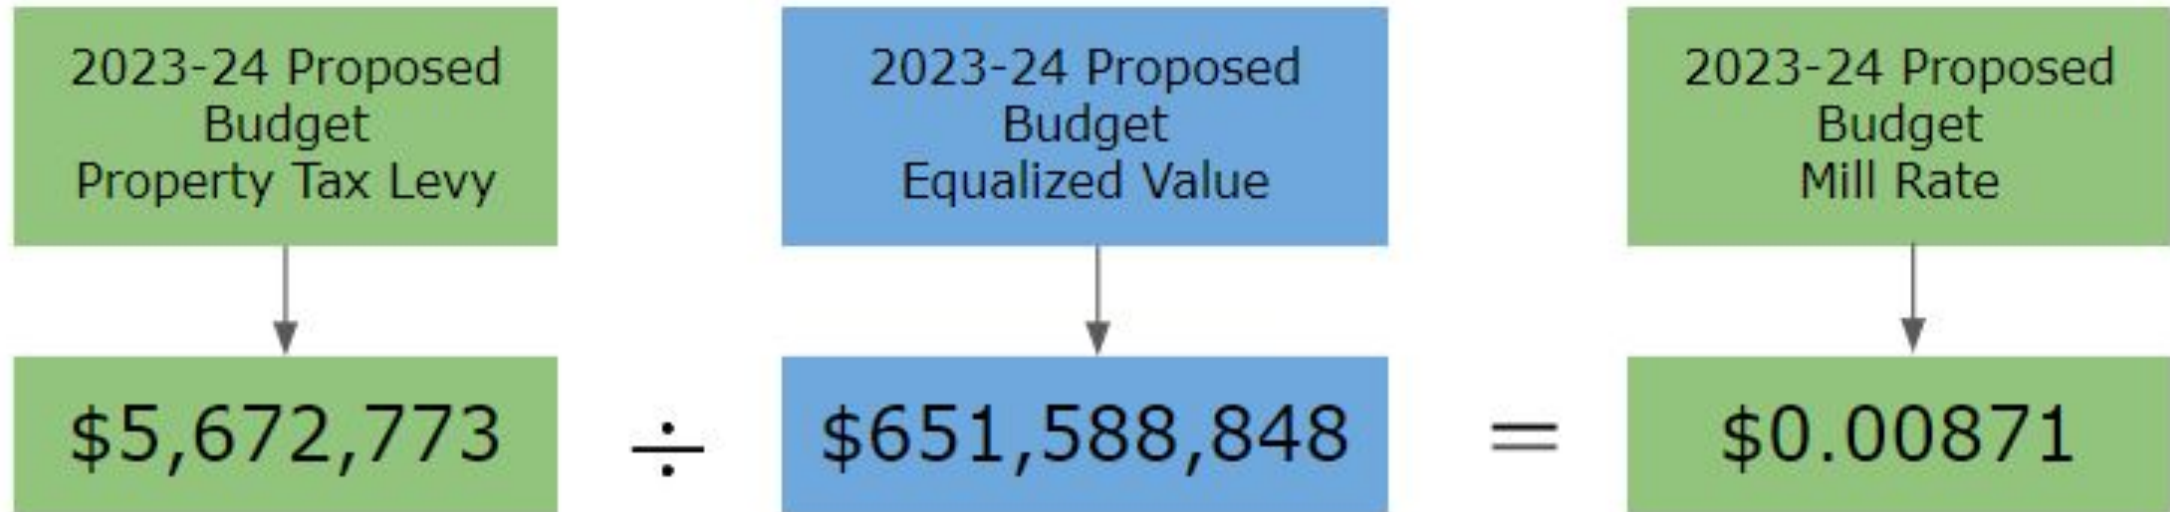 2023-24 Proposed
Budget
Property Tax Levy
2023-24 Proposed
Budget
Equalized Value
2023-24 Proposed
Budget
Mill Rate
$5,672,773
÷
$651,588,848
=
$0.00871